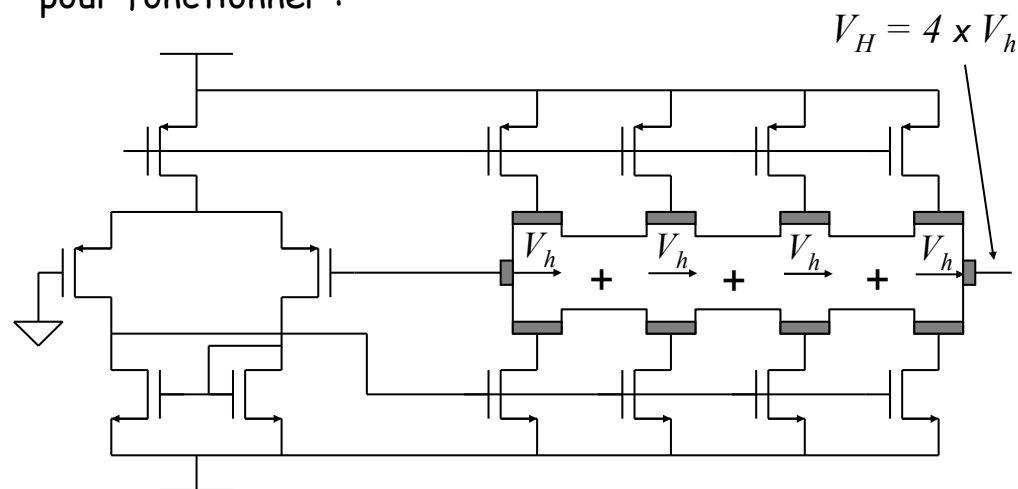 pour fonctionner :
V_H = 4 x V_h
V_h + V_h + V_h + V_h